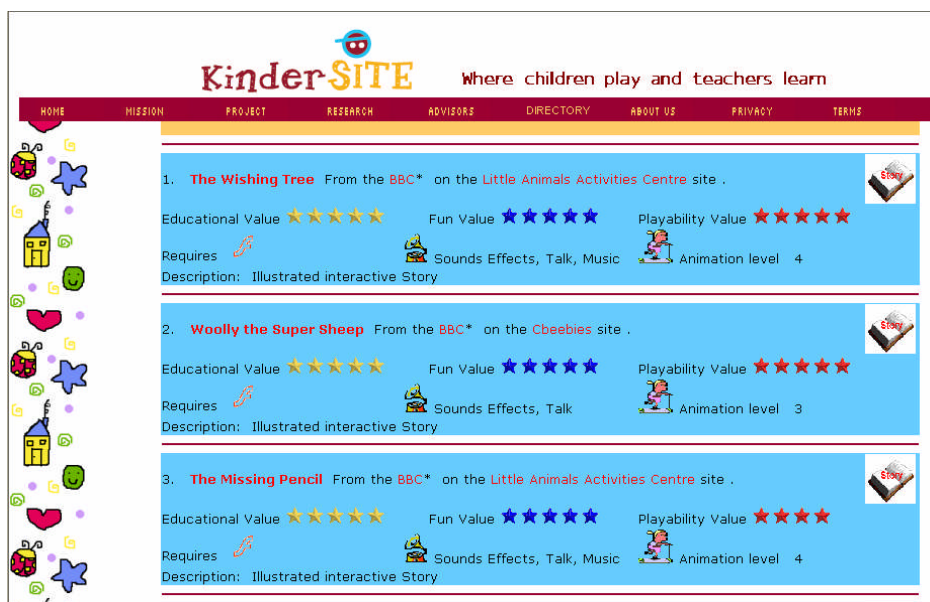 KinderSITE Where children play and teachers learn
HOME MISSION PROJECT RESEARCH ADVISORS DIRECTORY ABOUT US PRIVACY TERMS
1. The Wishing Tree From the BBC* on the Little Animals Activities Centre site .
Story
Educational Value Fun Value Playability Value
Requires Sounds Effects, Talk, Music Animation level 4
Description: Illustrated interactive Story
2. Woolly the Super Sheep From the BBC* on the Cbeebies site .
Story
Educational Value Fun Value Playability Value
Requires Sounds Effects, Talk Animation level 3
Description: Illustrated interactive Story
3. The Missing Pencil From the BBC* on the Little Animals Activities Centre site .
Story
Educational Value Fun Value Playability Value
Requires Sounds Effects, Talk, Music Animation level 4
Description: Illustrated interactive Story